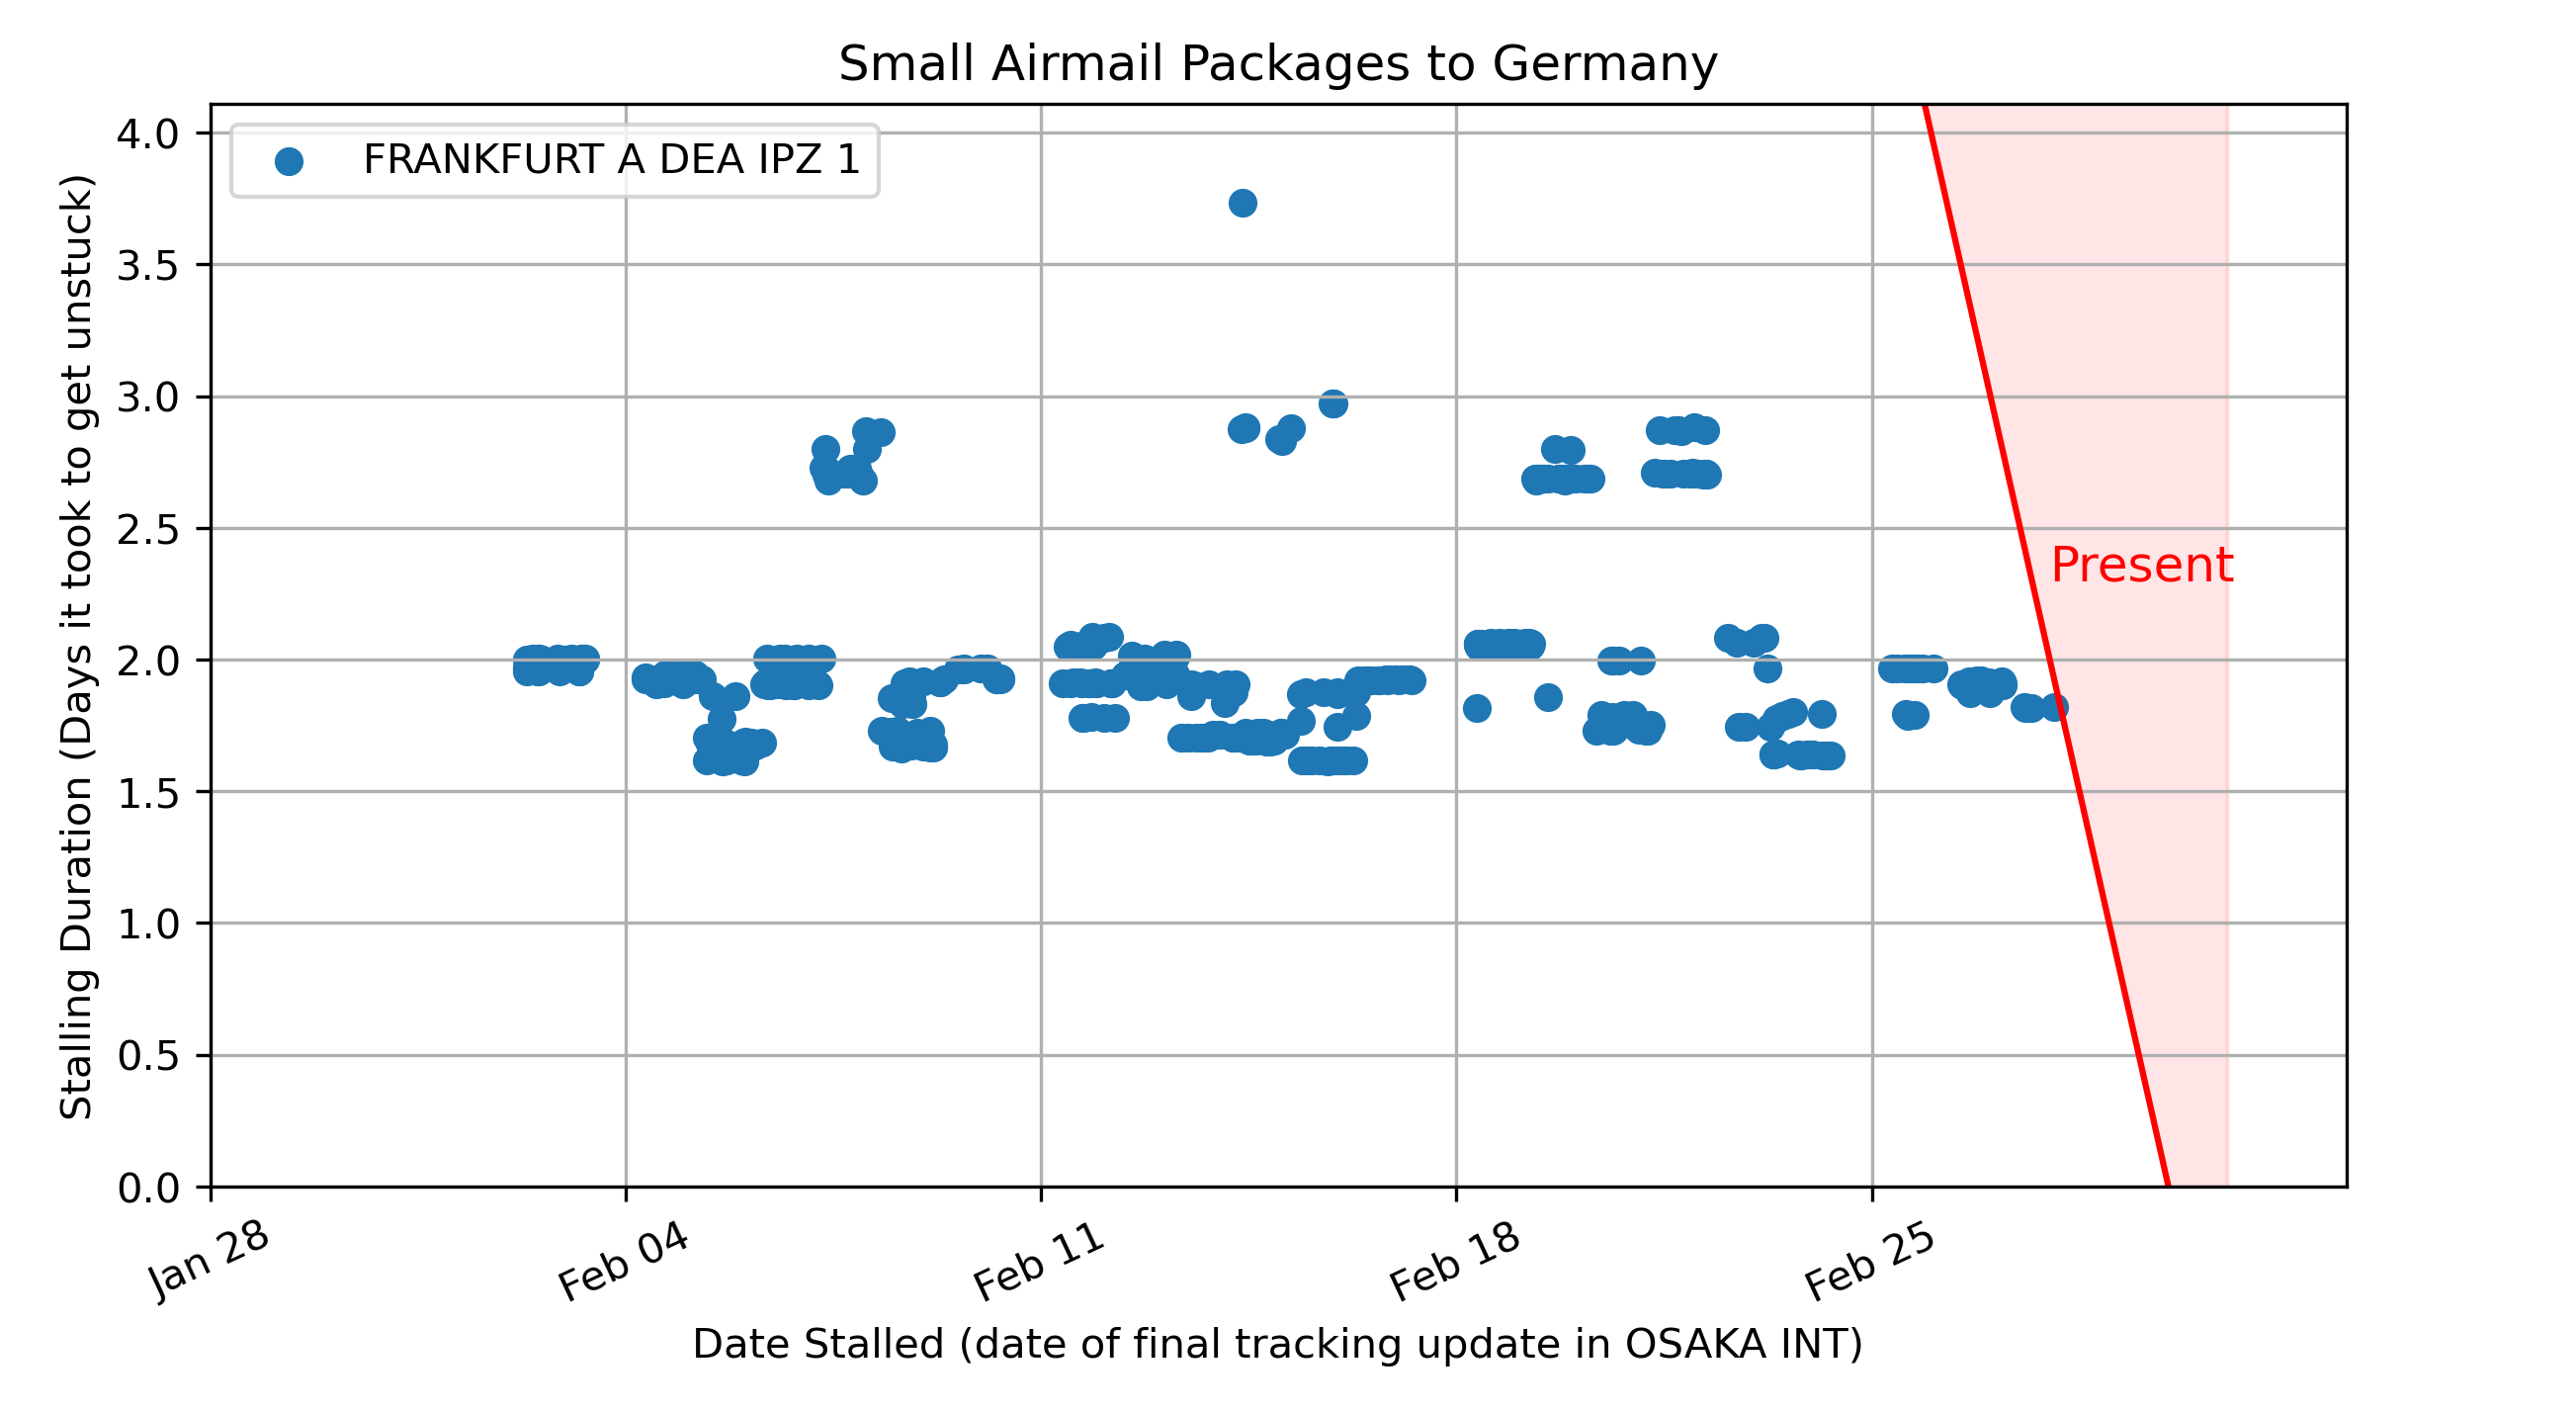 Small Airmail Packages to Germany
FRANKFURT A DEA IPZ 1
Stalling Duration (Days it took to get unstuck)
4.0
3.5
3.0
2.5
2.0
1.5
1.0
0.5
0.0
Present
Jan 28
Feb 04
Feb 11
Feb 18
Feb 25
Date Stalled (date of final tracking update in OSAKA INT)